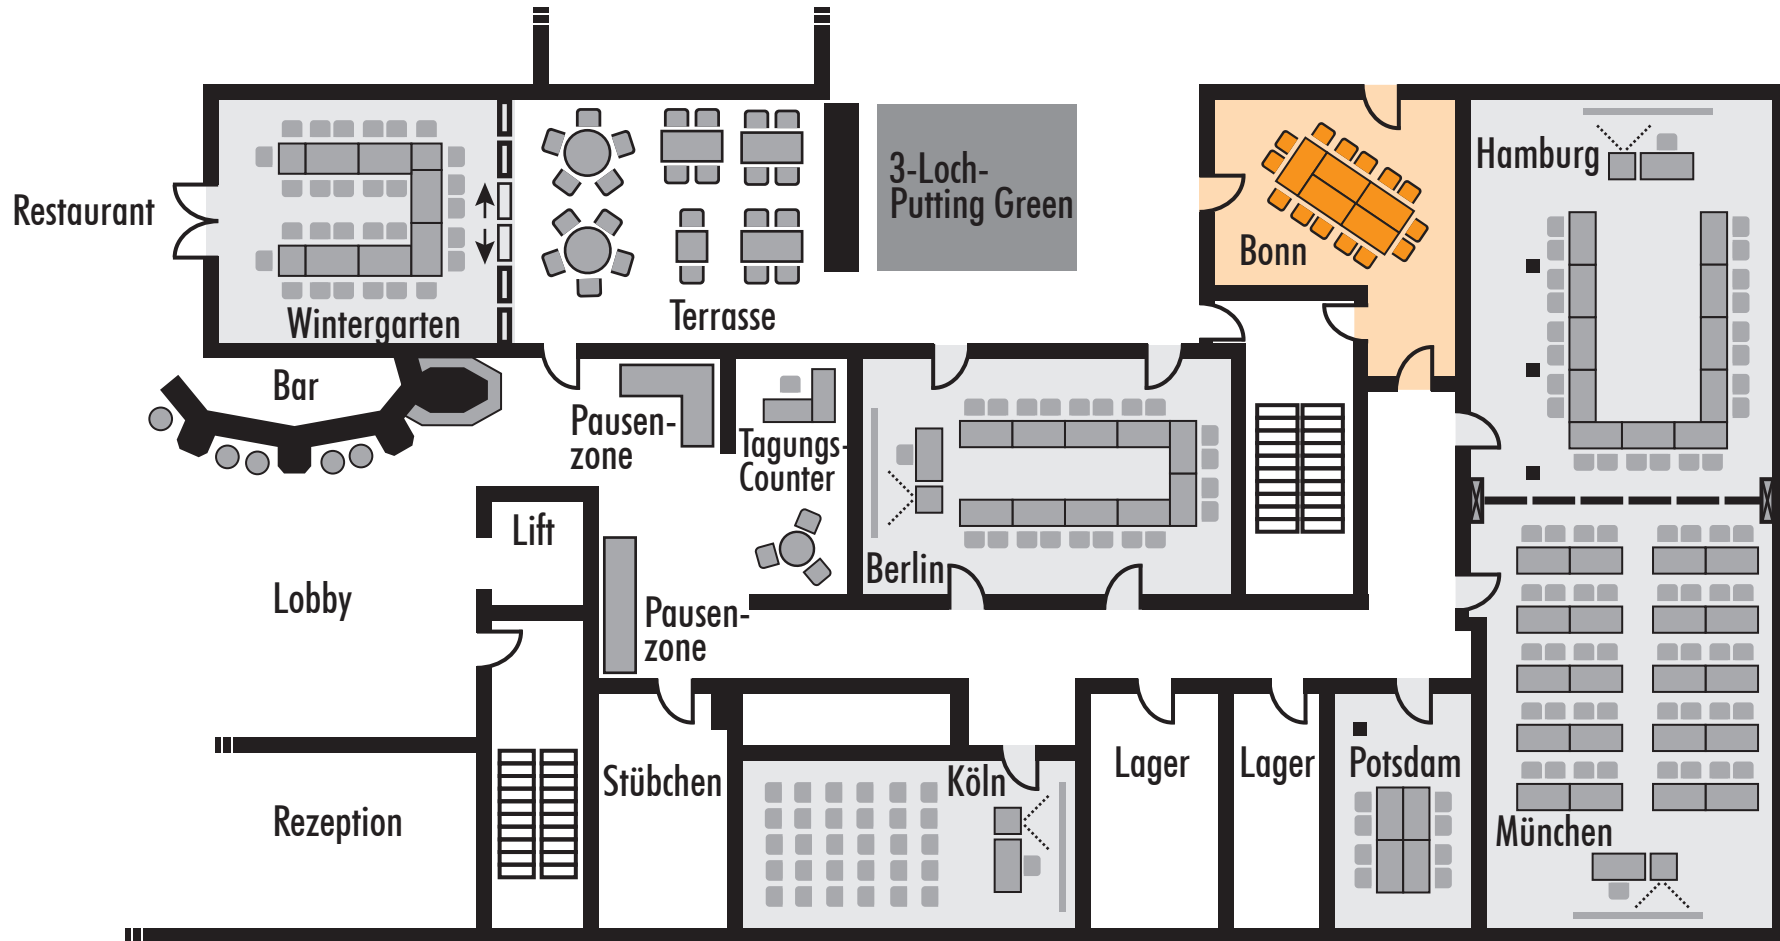 Restaurant
Wintergarten
Terrasse
3-Loch-
Putting Green
Bonn
Hamburg
Bar
Pausen-
zone
Tagungs-
Counter
Lift
Berlin
Lobby
Pausen-
zone
Rezeption
Stübchen
Köln
Lager
Lager
Potsdam
München